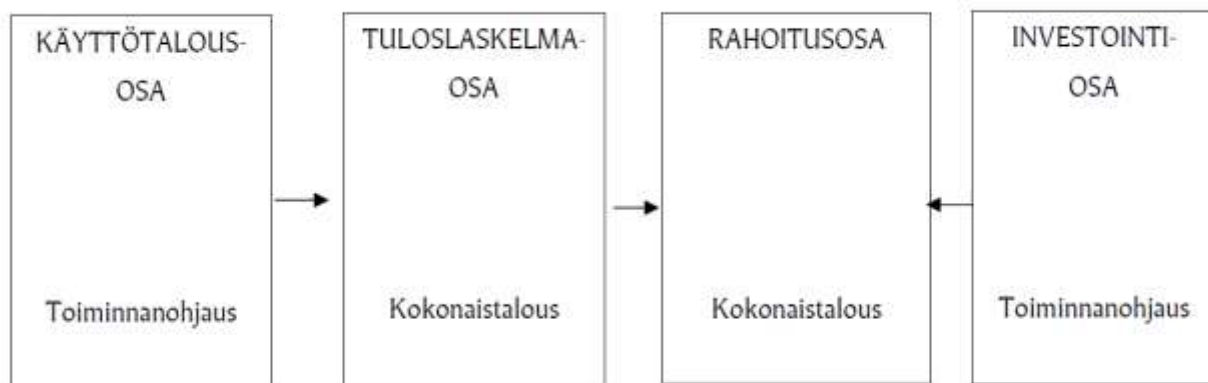 KÄYTTÖTALOUS-
OSA
Toiminnanohjaus
TULOSLASKELMA-
OSA
Kokonaistalous
RAHOITUSOSA
Kokonaistalous
INVESTOINTI-
OSA
Toiminnanohjaus